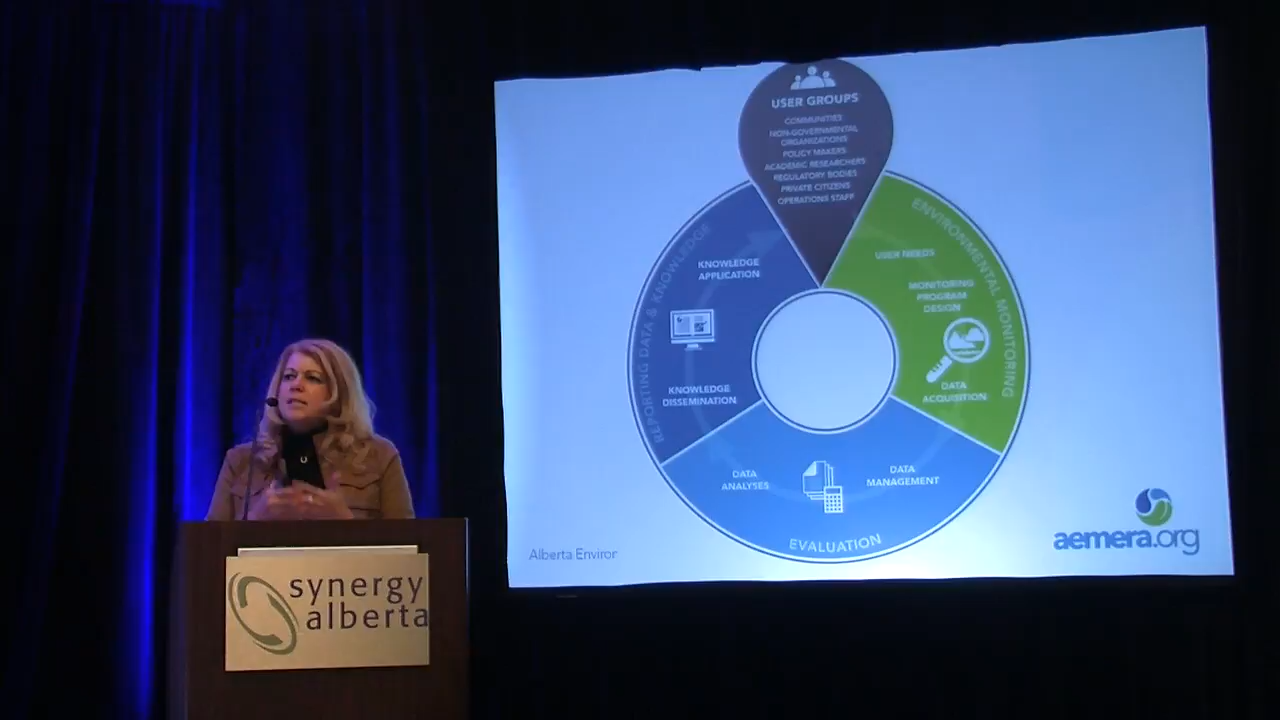 USER GROUPS
COMMUNITIES
NON-GOVERNMENTAL
ORGANIZATIONS
POLICY MAKERS
ACADEMIC RESEARCHERS
REGULATORY BODIES
PRIVATE CITIZENS
OPERATIONS STAFF
ENVIRONMENTAL MONITORING
USER NEEDS
MONITORING
PROGRAM
DESIGN
DATA
ACQUISITION
DATA
MANAGEMENT
DATA
ANALYSES
EVALUATION
REPORTING DATA & KNOWLEDGE
KNOWLEDGE
APPLICATION
KNOWLEDGE
DISSEMINATION
Alberta Environ
aemera.org
synergy
alberta